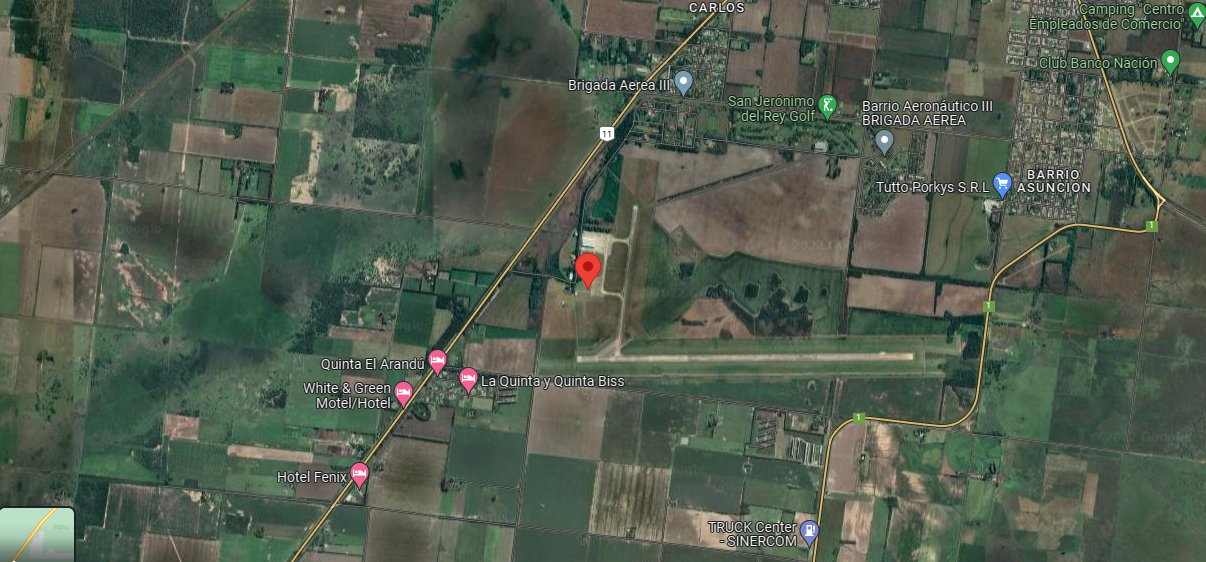 CARLOS
Camping Centro
Empleados de Comercio
Club Banco Nación
Brigada Aerea III
San Jerónimo
del Rey Golf
Barrio Aeronáutico III
BRIGADA AEREA
11
BARRIO
ASUNCION
Tutto Porkys S.R.L
1
1
Quinta El Arandú
La Quinta y Quinta Biss
White & Green
Motel/Hotel
1
Hotel Fenix
TRUCK Center
- SINERCOM